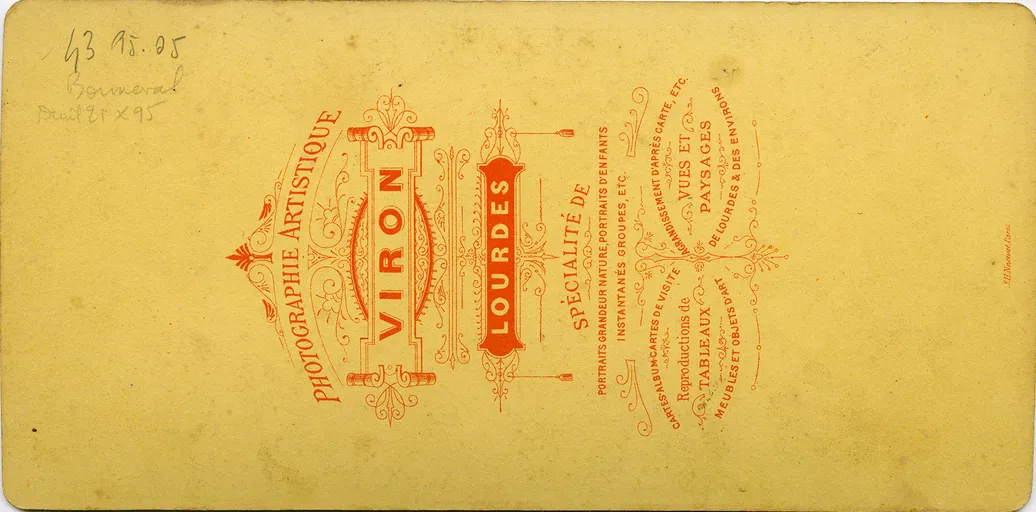 43 95.05
Bonneval
PHOTOGRAPHIE ARTISTIQUE
VIRON
LOURDES
SPÉCIALITÉ DE
PORTRAITS GRANDEUR NATURE, PORTRAITS D'ENFANTS
INSTANTANÉS GROUPES, ETC.
CARTES-ALBUM-CARTES DE VISITE
Reproductions de
TABLEAUX
MEUBLES ET OBJETS D'ART
AGRANDISSEMENT D'APRÈS CARTE, ETC.
VUES ET
PAYSAGES
DE LOURDES & DES ENVIRONS